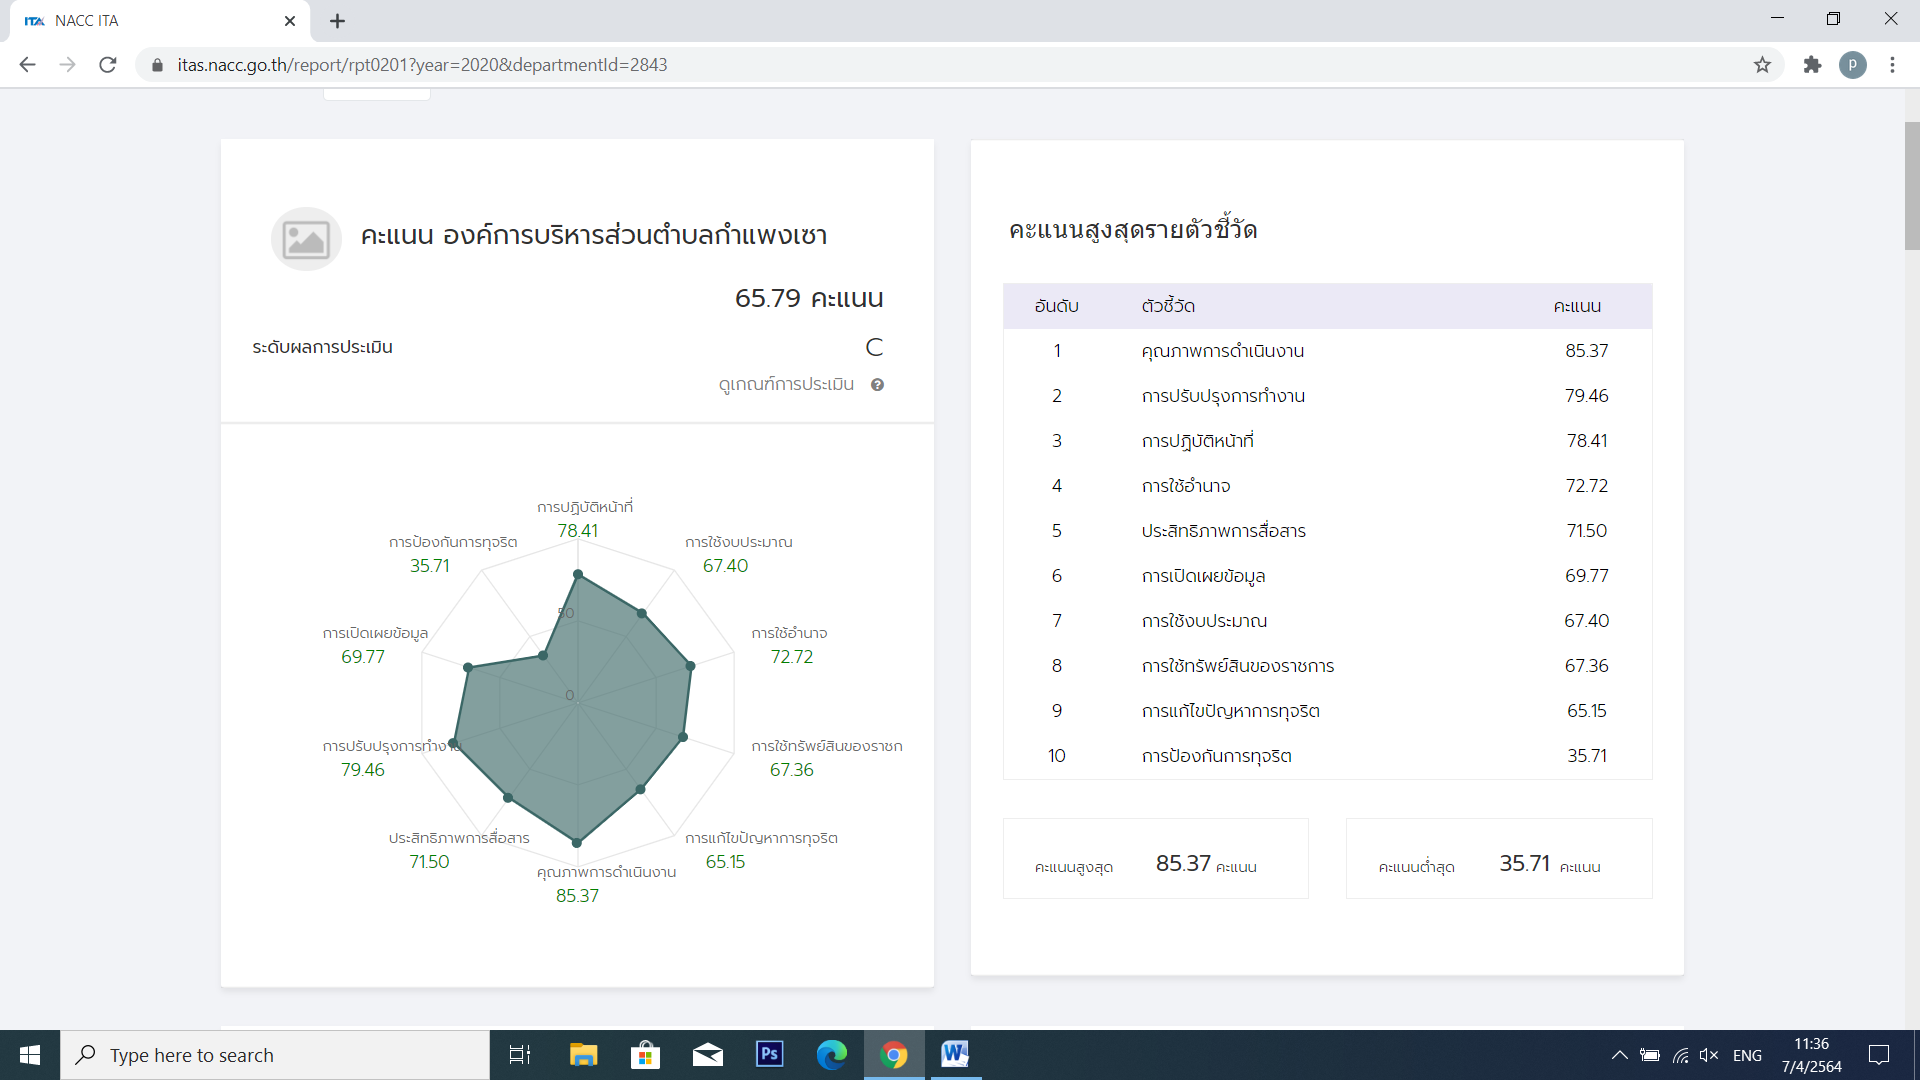 NACC ITA
itas.nacc.go.th/report/rpt0201?year=2020&departmentId=2843
p
คะแนน องค์การบริหารส่วนตำบลกำแพงเซา
65.79 คะแนน
ระดับผลการประเมิน C
ดูเกณฑ์การประเมิน ?
การปฏิบัติหน้าที่
78.41
การป้องกันการทุจริต
35.71
การใช้งบประมาณ
67.40
50
การเปิดเผยข้อมูล
69.77
การใช้อำนาจ
72.72
0
การปรับปรุงการทำงาน
79.46
การใช้ทรัพย์สินของราชก
67.36
ประสิทธิภาพการสื่อสาร
71.50
การแก้ไขปัญหาการทุจริต
65.15
คุณภาพการดำเนินงาน
85.37
คะแนนสูงสุดรายตัวชี้วัด
อันดับ ตัวชี้วัด คะแนน
1 คุณภาพการดำเนินงาน 85.37
2 การปรับปรุงการทำงาน 79.46
3 การปฏิบัติหน้าที่ 78.41
4 การใช้อำนาจ 72.72
5 ประสิทธิภาพการสื่อสาร 71.50
6 การเปิดเผยข้อมูล 69.77
7 การใช้งบประมาณ 67.40
8 การใช้ทรัพย์สินของราชการ 67.36
9 การแก้ไขปัญหาการทุจริต 65.15
10 การป้องกันการทุจริต 35.71
คะแนนสูงสุด 85.37 คะแนน
คะแนนต่ำสุด 35.71 คะแนน
Type here to search
Ps
W
ENG
11:36
7/4/2564